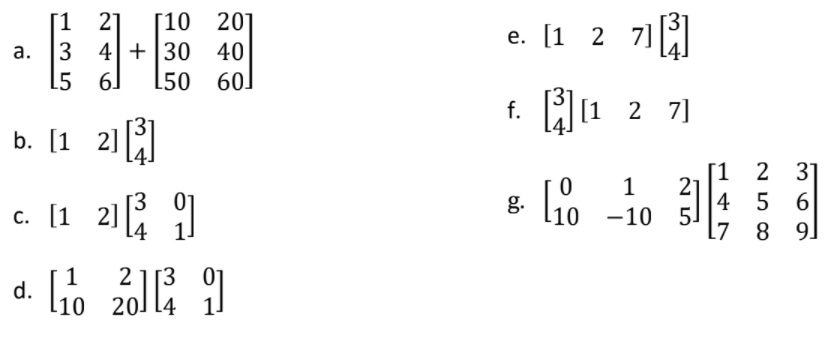 a. [1 2; 3 4; 5 6] + [10 20; 30 40; 50 60]
b. [1 2] [3; 4]
c. [1 2] [3 0; 4 1]
d. [1 2; 10 20] [3 0; 4 1]
e. [1 2 7] [3; 4]
f. [3; 4] [1 2 7]
g. [0 1 2; 10 −10 5] [1 2 3; 4 5 6; 7 8 9]